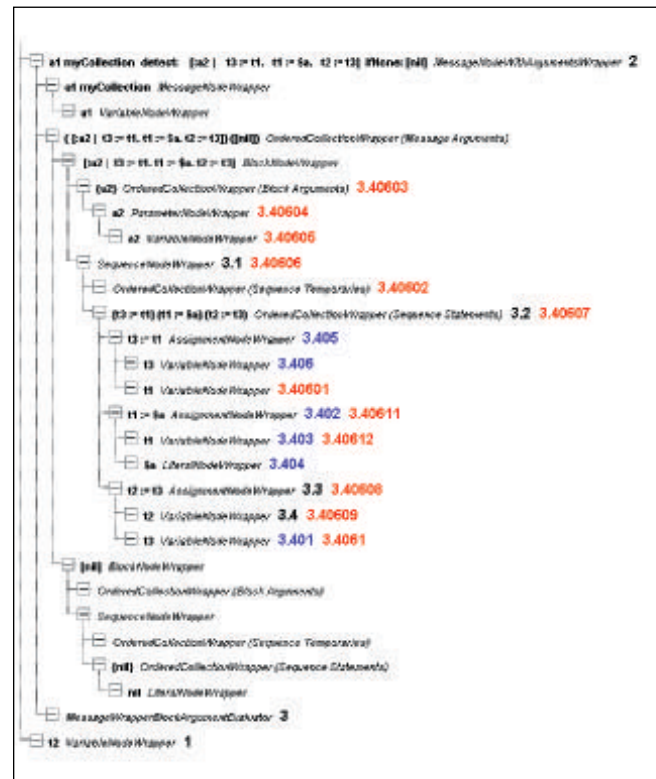 a1 myCollection detect: [:a2 | t3 := t1. t1 := $a. t2 := t3] ifNone: [nil] MessageNodeWithArgumentsWrapper 2
a1 myCollection MessageNodeWrapper
a1 VariableNodeWrapper
([:a2 | t3 := t1. t1 := $a. t2 := t3]) ([nil]) OrderedCollectionWrapper (Message Arguments)
[:a2 | t3 := t1. t1 := $a. t2 := t3] BlockNodeWrapper
(a2) OrderedCollectionWrapper (Block Arguments) 3.40603
a2 ParameterNodeWrapper 3.40604
a2 VariableNodeWrapper 3.40605
SequenceNodeWrapper 3.1 3.40606
OrderedCollectionWrapper (Sequence Temporaries) 3.40602
(t3 := t1) (t1 := $a) (t2 := t3) OrderedCollectionWrapper (Sequence Statements) 3.2 3.40607
t3 := t1 AssignmentNodeWrapper 3.405
t3 VariableNodeWrapper 3.406
t1 VariableNodeWrapper 3.40601
t1 := $a AssignmentNodeWrapper 3.402 3.40611
t1 VariableNodeWrapper 3.403 3.40612
$a LiteralNodeWrapper 3.404
t2 := t3 AssignmentNodeWrapper 3.3 3.40608
t2 VariableNodeWrapper 3.4 3.40609
t3 VariableNodeWrapper 3.401 3.4061
[nil] BlockNodeWrapper
OrderedCollectionWrapper (Block Arguments)
SequenceNodeWrapper
OrderedCollectionWrapper (Sequence Temporaries)
(nil) OrderedCollectionWrapper (Sequence Statements)
nil LiteralNodeWrapper
MessageWrapperBlockArgumentEvaluator 3
t2 VariableNodeWrapper 1